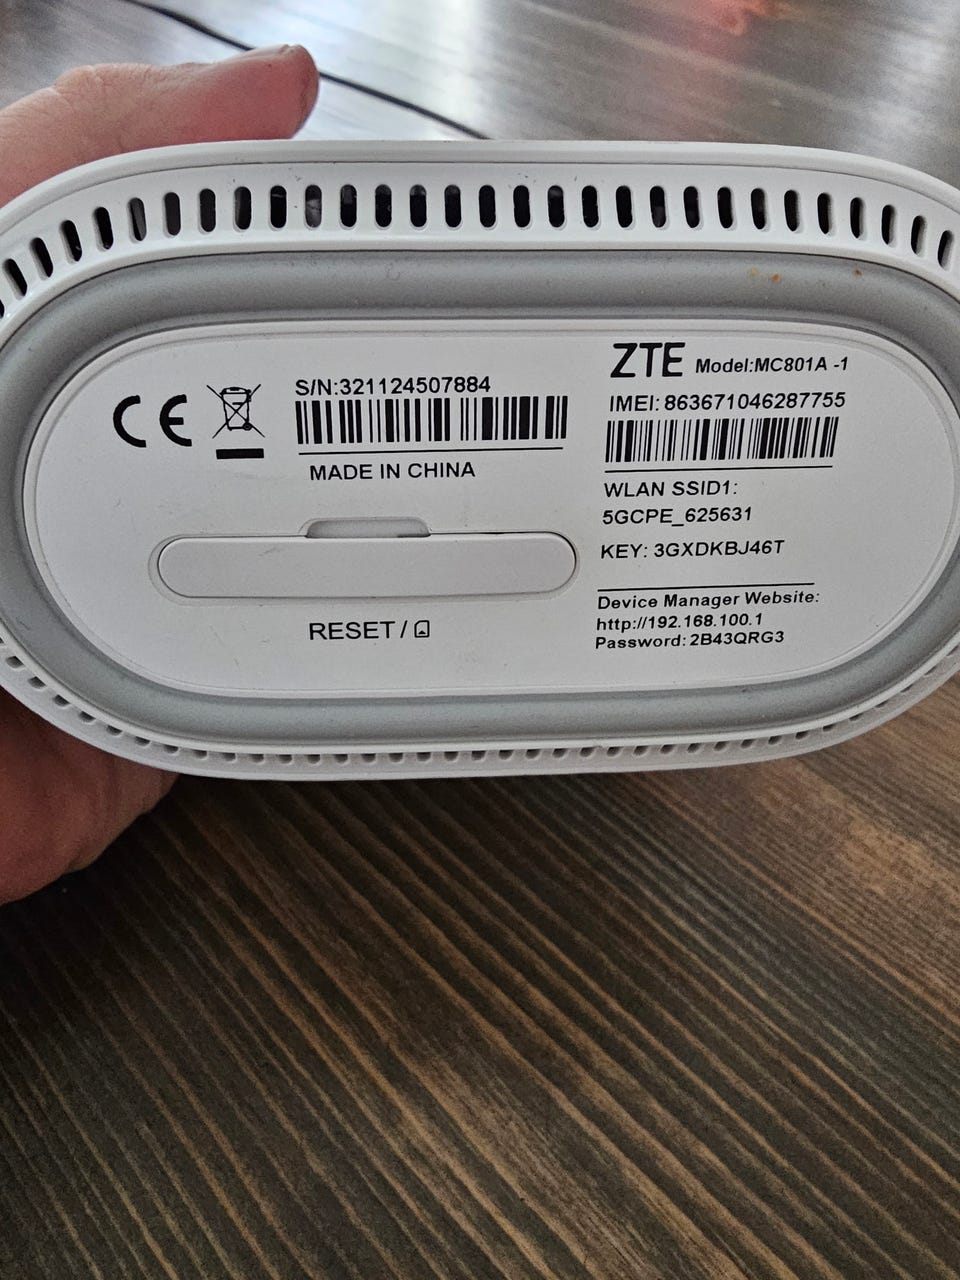 S/N:321124507884
MADE IN CHINA
RESET /
ZTE Model:MC801A -1
IMEI: 863671046287755
WLAN SSID1:
5GCPE_625631
KEY: 3GXDKBJ46T
Device Manager Website:
http://192.168.100.1
Password: 2B43QRG3
CE